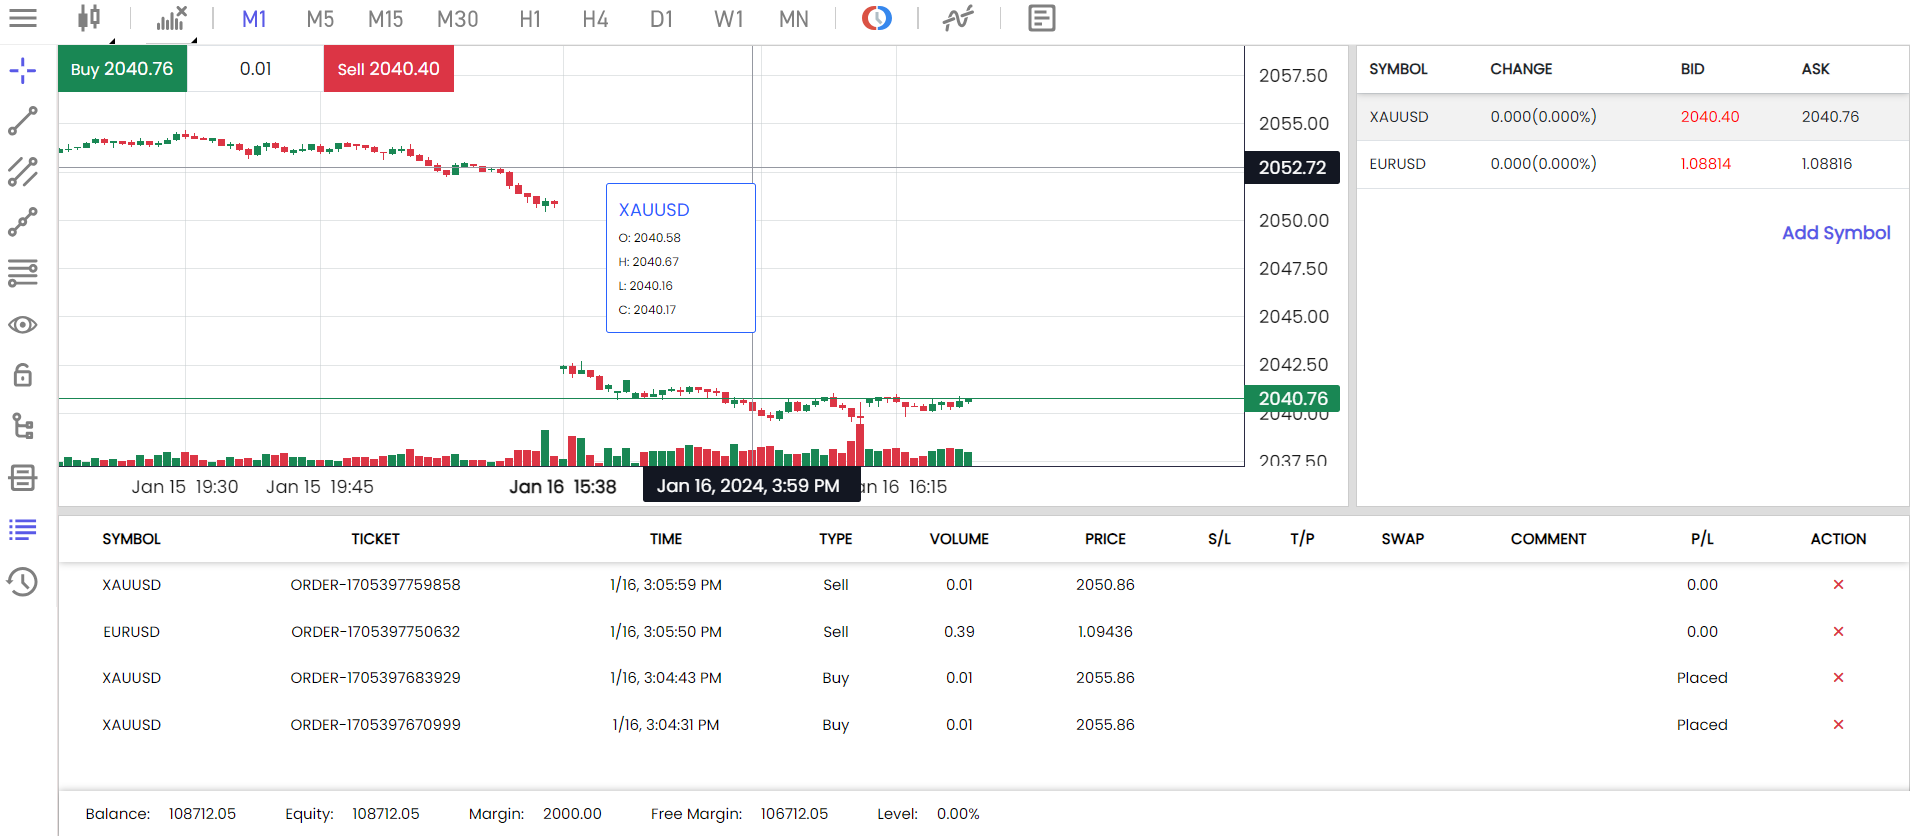 M1 M5 M15 M30 H1 H4 D1 W1 MN
Buy 2040.76 0.01 Sell 2040.40
2057.50
2055.00
2052.72
2050.00
2047.50
2045.00
2042.50
2040.76
2040.00
2037.50
XAUUSD
O: 2040.58
H: 2040.67
L: 2040.16
C: 2040.17
Jan 15 19:30 Jan 15 19:45 Jan 16 15:38 Jan 16, 2024, 3:59 PM an 16 16:15
SYMBOL CHANGE BID ASK
XAUUSD 0.000(0.000%) 2040.40 2040.76
EURUSD 0.000(0.000%) 1.08814 1.08816
Add Symbol
SYMBOL TICKET TIME TYPE VOLUME PRICE S/L T/P SWAP COMMENT P/L ACTION
XAUUSD ORDER-1705397759858 1/16, 3:05:59 PM Sell 0.01 2050.86 0.00
EURUSD ORDER-1705397750632 1/16, 3:05:50 PM Sell 0.39 1.09436 0.00
XAUUSD ORDER-1705397683929 1/16, 3:04:43 PM Buy 0.01 2055.86 Placed
XAUUSD ORDER-1705397670999 1/16, 3:04:31 PM Buy 0.01 2055.86 Placed
Balance: 108712.05 Equity: 108712.05 Margin: 2000.00 Free Margin: 106712.05 Level: 0.00%